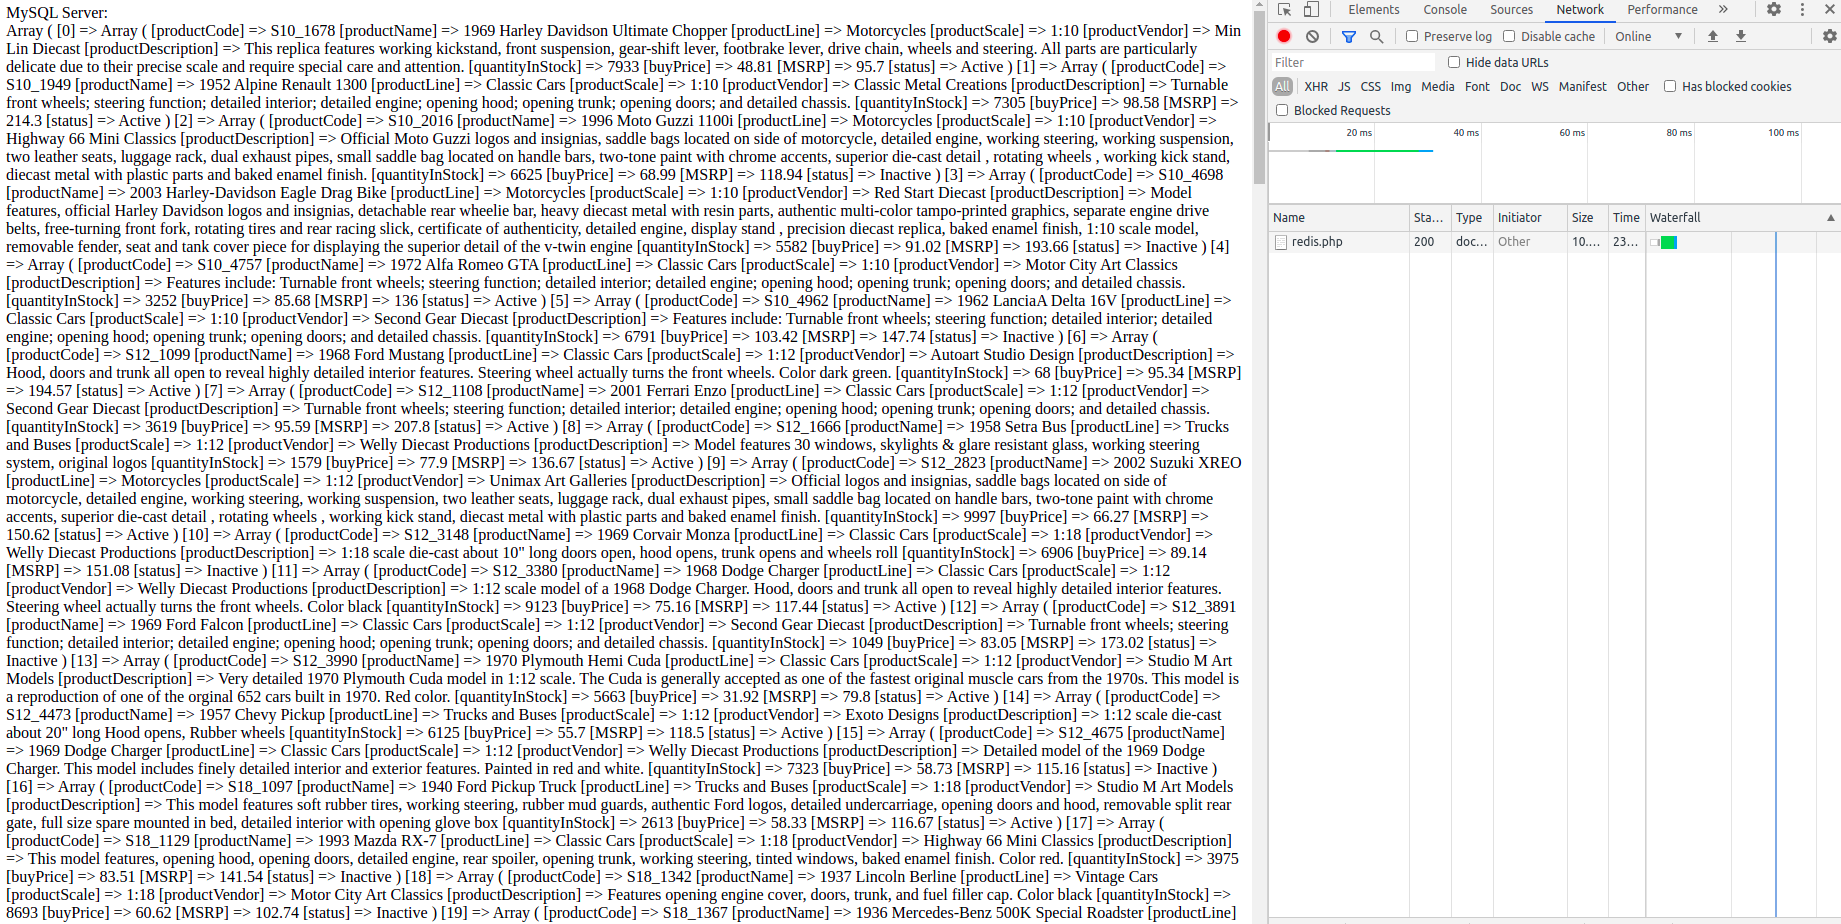 MySQL Server:
Array ( [0] => Array ( [productCode] => S10_1678 [productName] => 1969 Harley Davidson Ultimate Chopper [productLine] => Motorcycles [productScale] => 1:10 [productVendor] => Min
Lin Diecast [productDescription] => This replica features working kickstand, front suspension, gear-shift lever, footbrake lever, drive chain, wheels and steering. All parts are particularly
delicate due to their precise scale and require special care and attention. [quantityInStock] => 7933 [buyPrice] => 48.81 [MSRP] => 95.7 [status] => Active ) [1] => Array ( [productCode] =>
S10_1949 [productName] => 1952 Alpine Renault 1300 [productLine] => Classic Cars [productScale] => 1:10 [productVendor] => Classic Metal Creations [productDescription] => Turnable
front wheels; steering function; detailed interior; detailed engine; opening hood; opening trunk; opening doors; and detailed chassis. [quantityInStock] => 7305 [buyPrice] => 98.58 [MSRP] =>
214.3 [status] => Active ) [2] => Array ( [productCode] => S10_2016 [productName] => 1996 Moto Guzzi 1100i [productLine] => Motorcycles [productScale] => 1:10 [productVendor] =>
Highway 66 Mini Classics [productDescription] => Official Moto Guzzi logos and insignias, saddle bags located on side of motorcycle, detailed engine, working steering, working suspension,
two leather seats, luggage rack, dual exhaust pipes, small saddle bag located on handle bars, two-tone paint with chrome accents, superior die-cast detail , rotating wheels , working kick stand,
diecast metal with plastic parts and baked enamel finish. [quantityInStock] => 6625 [buyPrice] => 68.99 [MSRP] => 118.94 [status] => Inactive ) [3] => Array ( [productCode] => S10_4698
[productName] => 2003 Harley-Davidson Eagle Drag Bike [productLine] => Motorcycles [productScale] => 1:10 [productVendor] => Red Start Diecast [productDescription] => Model
features, official Harley Davidson logos and insignias, detachable rear wheelie bar, heavy diecast metal with resin parts, authentic multi-color tampo-printed graphics, separate engine drive
belts, free-turning front fork, rotating tires and rear racing slick, certificate of authenticity, detailed engine, display stand , precision diecast replica, baked enamel finish, 1:10 scale model,
removable fender, seat and tank cover piece for displaying the superior detail of the v-twin engine [quantityInStock] => 5582 [buyPrice] => 91.02 [MSRP] => 193.66 [status] => Inactive ) [4]
=> Array ( [productCode] => S10_4757 [productName] => 1972 Alfa Romeo GTA [productLine] => Classic Cars [productScale] => 1:10 [productVendor] => Motor City Art Classics
[productDescription] => Features include: Turnable front wheels; steering function; detailed interior; detailed engine; opening hood; opening trunk; opening doors; and detailed chassis.
[quantityInStock] => 3252 [buyPrice] => 85.68 [MSRP] => 136 [status] => Active ) [5] => Array ( [productCode] => S10_4962 [productName] => 1962 LanciaA Delta 16V [productLine] =>
Classic Cars [productScale] => 1:10 [productVendor] => Second Gear Diecast [productDescription] => Features include: Turnable front wheels; steering function; detailed interior; detailed
engine; opening hood; opening trunk; opening doors; and detailed chassis. [quantityInStock] => 6791 [buyPrice] => 103.42 [MSRP] => 147.74 [status] => Inactive ) [6] => Array (
[productCode] => S12_1099 [productName] => 1968 Ford Mustang [productLine] => Classic Cars [productScale] => 1:12 [productVendor] => Autoart Studio Design [productDescription] =>
Hood, doors and trunk all open to reveal highly detailed interior features. Steering wheel actually turns the front wheels. Color dark green. [quantityInStock] => 68 [buyPrice] => 95.34 [MSRP]
=> 194.57 [status] => Active ) [7] => Array ( [productCode] => S12_1108 [productName] => 2001 Ferrari Enzo [productLine] => Classic Cars [productScale] => 1:12 [productVendor] =>
Second Gear Diecast [productDescription] => Turnable front wheels; steering function; detailed interior; detailed engine; opening hood; opening trunk; opening doors; and detailed chassis.
[quantityInStock] => 3619 [buyPrice] => 95.59 [MSRP] => 207.8 [status] => Active ) [8] => Array ( [productCode] => S12_1666 [productName] => 1958 Setra Bus [productLine] => Trucks
and Buses [productScale] => 1:12 [productVendor] => Welly Diecast Productions [productDescription] => Model features 30 windows, skylights & glare resistant glass, working steering
system, original logos [quantityInStock] => 1579 [buyPrice] => 77.9 [MSRP] => 136.67 [status] => Active ) [9] => Array ( [productCode] => S12_2823 [productName] => 2002 Suzuki XREO
[productLine] => Motorcycles [productScale] => 1:12 [productVendor] => Unimax Art Galleries [productDescription] => Official logos and insignias, saddle bags located on side of
motorcycle, detailed engine, working steering, working suspension, two leather seats, luggage rack, dual exhaust pipes, small saddle bag located on handle bars, two-tone paint with chrome
accents, superior die-cast detail , rotating wheels , working kick stand, diecast metal with plastic parts and baked enamel finish. [quantityInStock] => 9997 [buyPrice] => 66.27 [MSRP] =>
150.62 [status] => Active ) [10] => Array ( [productCode] => S12_3148 [productName] => 1969 Corvair Monza [productLine] => Classic Cars [productScale] => 1:18 [productVendor] =>
Welly Diecast Productions [productDescription] => 1:18 scale die-cast about 10" long doors open, hood opens, trunk opens and wheels roll [quantityInStock] => 6906 [buyPrice] => 89.14
[MSRP] => 151.08 [status] => Inactive ) [11] => Array ( [productCode] => S12_3380 [productName] => 1968 Dodge Charger [productLine] => Classic Cars [productScale] => 1:12
[productVendor] => Welly Diecast Productions [productDescription] => 1:12 scale model of a 1968 Dodge Charger. Hood, doors and trunk all open to reveal highly detailed interior features.
Steering wheel actually turns the front wheels. Color black [quantityInStock] => 9123 [buyPrice] => 75.16 [MSRP] => 117.44 [status] => Active ) [12] => Array ( [productCode] => S12_3891
[productName] => 1969 Ford Falcon [productLine] => Classic Cars [productScale] => 1:12 [productVendor] => Second Gear Diecast [productDescription] => Turnable front wheels; steering
function; detailed interior; detailed engine; opening hood; opening trunk; opening doors; and detailed chassis. [quantityInStock] => 1049 [buyPrice] => 83.05 [MSRP] => 173.02 [status] =>
Inactive ) [13] => Array ( [productCode] => S12_3990 [productName] => 1970 Plymouth Hemi Cuda [productLine] => Classic Cars [productScale] => 1:12 [productVendor] => Studio M Art
Models [productDescription] => Very detailed 1970 Plymouth Cuda model in 1:12 scale. The Cuda is generally accepted as one of the fastest original muscle cars from the 1970s. This model is
a reproduction of one of the orginal 652 cars built in 1970. Red color. [quantityInStock] => 5663 [buyPrice] => 31.92 [MSRP] => 79.8 [status] => Active ) [14] => Array ( [productCode] =>
S12_4473 [productName] => 1957 Chevy Pickup [productLine] => Trucks and Buses [productScale] => 1:12 [productVendor] => Exoto Designs [productDescription] => 1:12 scale die-cast
about 20" long Hood opens, Rubber wheels [quantityInStock] => 6125 [buyPrice] => 55.7 [MSRP] => 118.5 [status] => Active ) [15] => Array ( [productCode] => S12_4675 [productName]
=> 1969 Dodge Charger [productLine] => Classic Cars [productScale] => 1:12 [productVendor] => Welly Diecast Productions [productDescription] => Detailed model of the 1969 Dodge
Charger. This model includes finely detailed interior and exterior features. Painted in red and white. [quantityInStock] => 7323 [buyPrice] => 58.73 [MSRP] => 115.16 [status] => Inactive )
[16] => Array ( [productCode] => S18_1097 [productName] => 1940 Ford Pickup Truck [productLine] => Trucks and Buses [productScale] => 1:18 [productVendor] => Studio M Art Models
[productDescription] => This model features soft rubber tires, working steering, rubber mud guards, authentic Ford logos, detailed undercarriage, opening doors and hood, removable split rear
gate, full size spare mounted in bed, detailed interior with opening glove box [quantityInStock] => 2613 [buyPrice] => 58.33 [MSRP] => 116.67 [status] => Active ) [17] => Array (
[productCode] => S18_1129 [productName] => 1993 Mazda RX-7 [productLine] => Classic Cars [productScale] => 1:18 [productVendor] => Highway 66 Mini Classics [productDescription]
=> This model features, opening hood, opening doors, detailed engine, rear spoiler, opening trunk, working steering, tinted windows, baked enamel finish. Color red. [quantityInStock] => 3975
[buyPrice] => 83.51 [MSRP] => 141.54 [status] => Inactive ) [18] => Array ( [productCode] => S18_1342 [productName] => 1937 Lincoln Berline [productLine] => Vintage Cars
[productScale] => 1:18 [productVendor] => Motor City Art Classics [productDescription] => Features opening engine cover, doors, trunk, and fuel filler cap. Color black [quantityInStock] =>
8693 [buyPrice] => 60.62 [MSRP] => 102.74 [status] => Inactive ) [19] => Array ( [productCode] => S18_1367 [productName] => 1936 Mercedes-Benz 500K Special Roadster [productLine]
Elements Console Sources Network Performance »
Preserve log Disable cache Online
Filter Hide data URLs
All XHR JS CSS Img Media Font Doc WS Manifest Other Has blocked cookies
Blocked Requests
20 ms 40 ms 60 ms 80 ms 100 ms
Name Sta... Type Initiator Size Time Waterfall
redis.php 200 doc... Other 10.... 23...